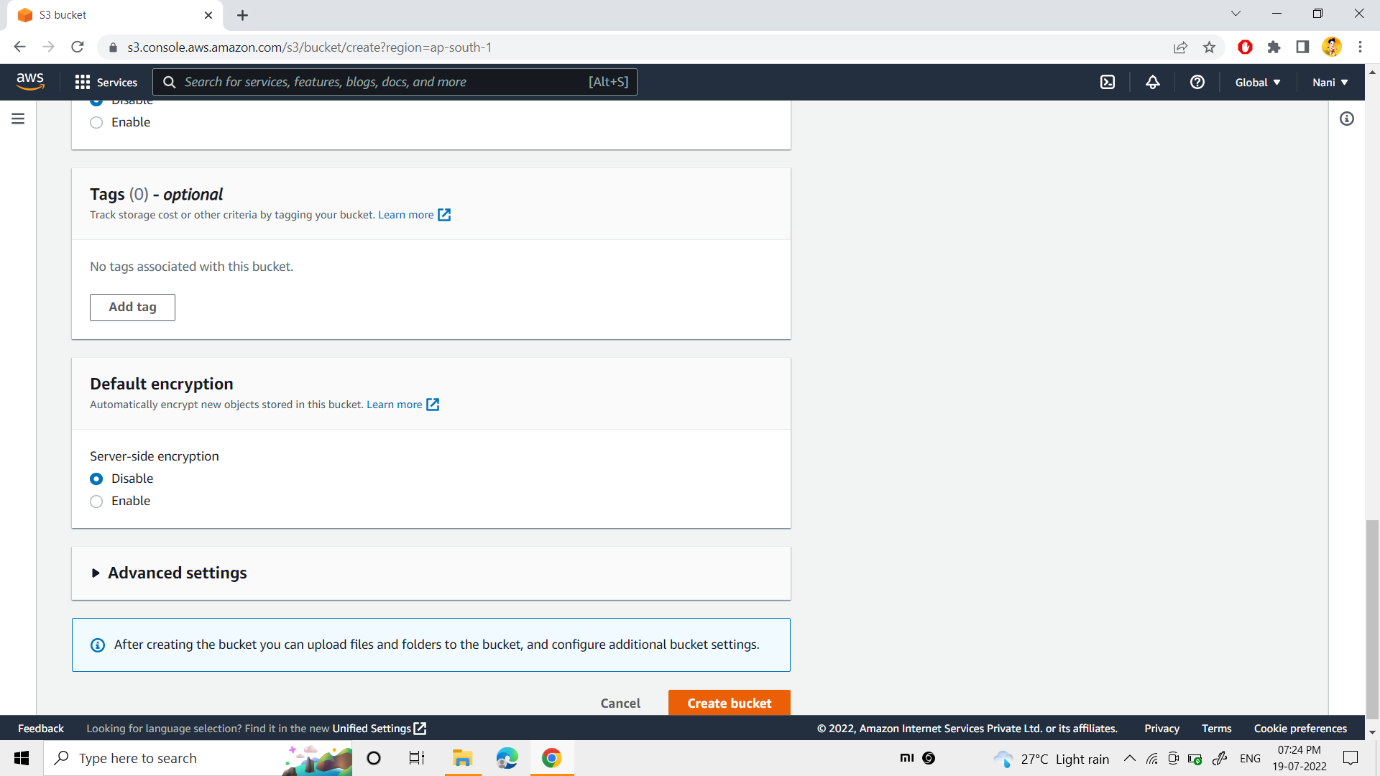 S3 bucket
s3.console.aws.amazon.com/s3/bucket/create?region=ap-south-1
aws
Services
Search for services, features, blogs, docs, and more
[Alt+S]
Global
Nani
Disable
Enable
Tags (0) - optional
Track storage cost or other criteria by tagging your bucket. Learn more
No tags associated with this bucket.
Add tag
Default encryption
Automatically encrypt new objects stored in this bucket. Learn more
Server-side encryption
Disable
Enable
Advanced settings
After creating the bucket you can upload files and folders to the bucket, and configure additional bucket settings.
Cancel
Create bucket
Feedback
Looking for language selection? Find it in the new Unified Settings
© 2022, Amazon Internet Services Private Ltd. or its affiliates.
Privacy
Terms
Cookie preferences
Type here to search
27°C Light rain
ENG
07:24 PM
19-07-2022